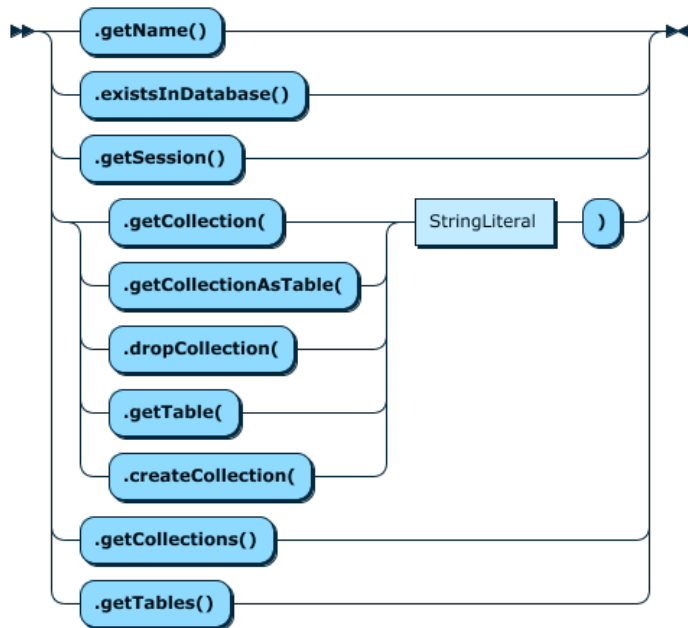 .getName()
.existsInDatabase()
.getSession()
.getCollection( StringLiteral )
.getCollectionAsTable(
.dropCollection(
.getTable(
.createCollection(
.getCollections()
.getTables()